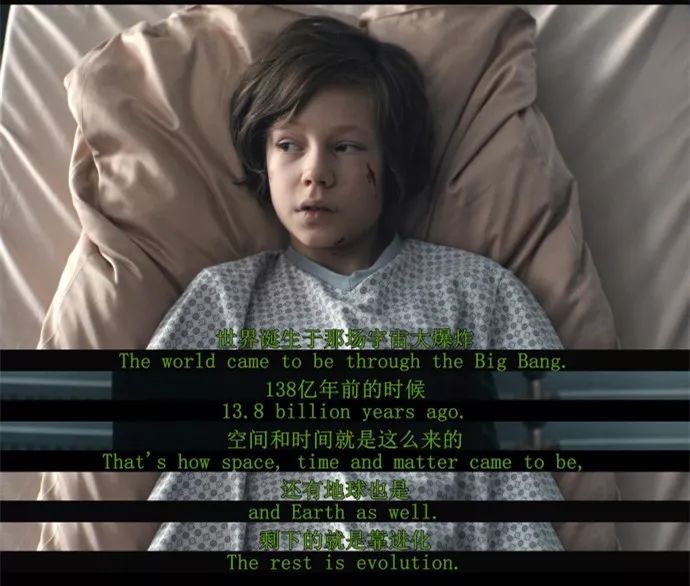 世界诞生于那场宇宙大爆炸
The world came to be through the Big Bang.
138亿年前的时候
13.8 billion years ago.
空间和时间就是这么来的
That's how space, time and matter came to be,
还有地球也是
and Earth as well.
剩下的就是靠进化
The rest is evolution.